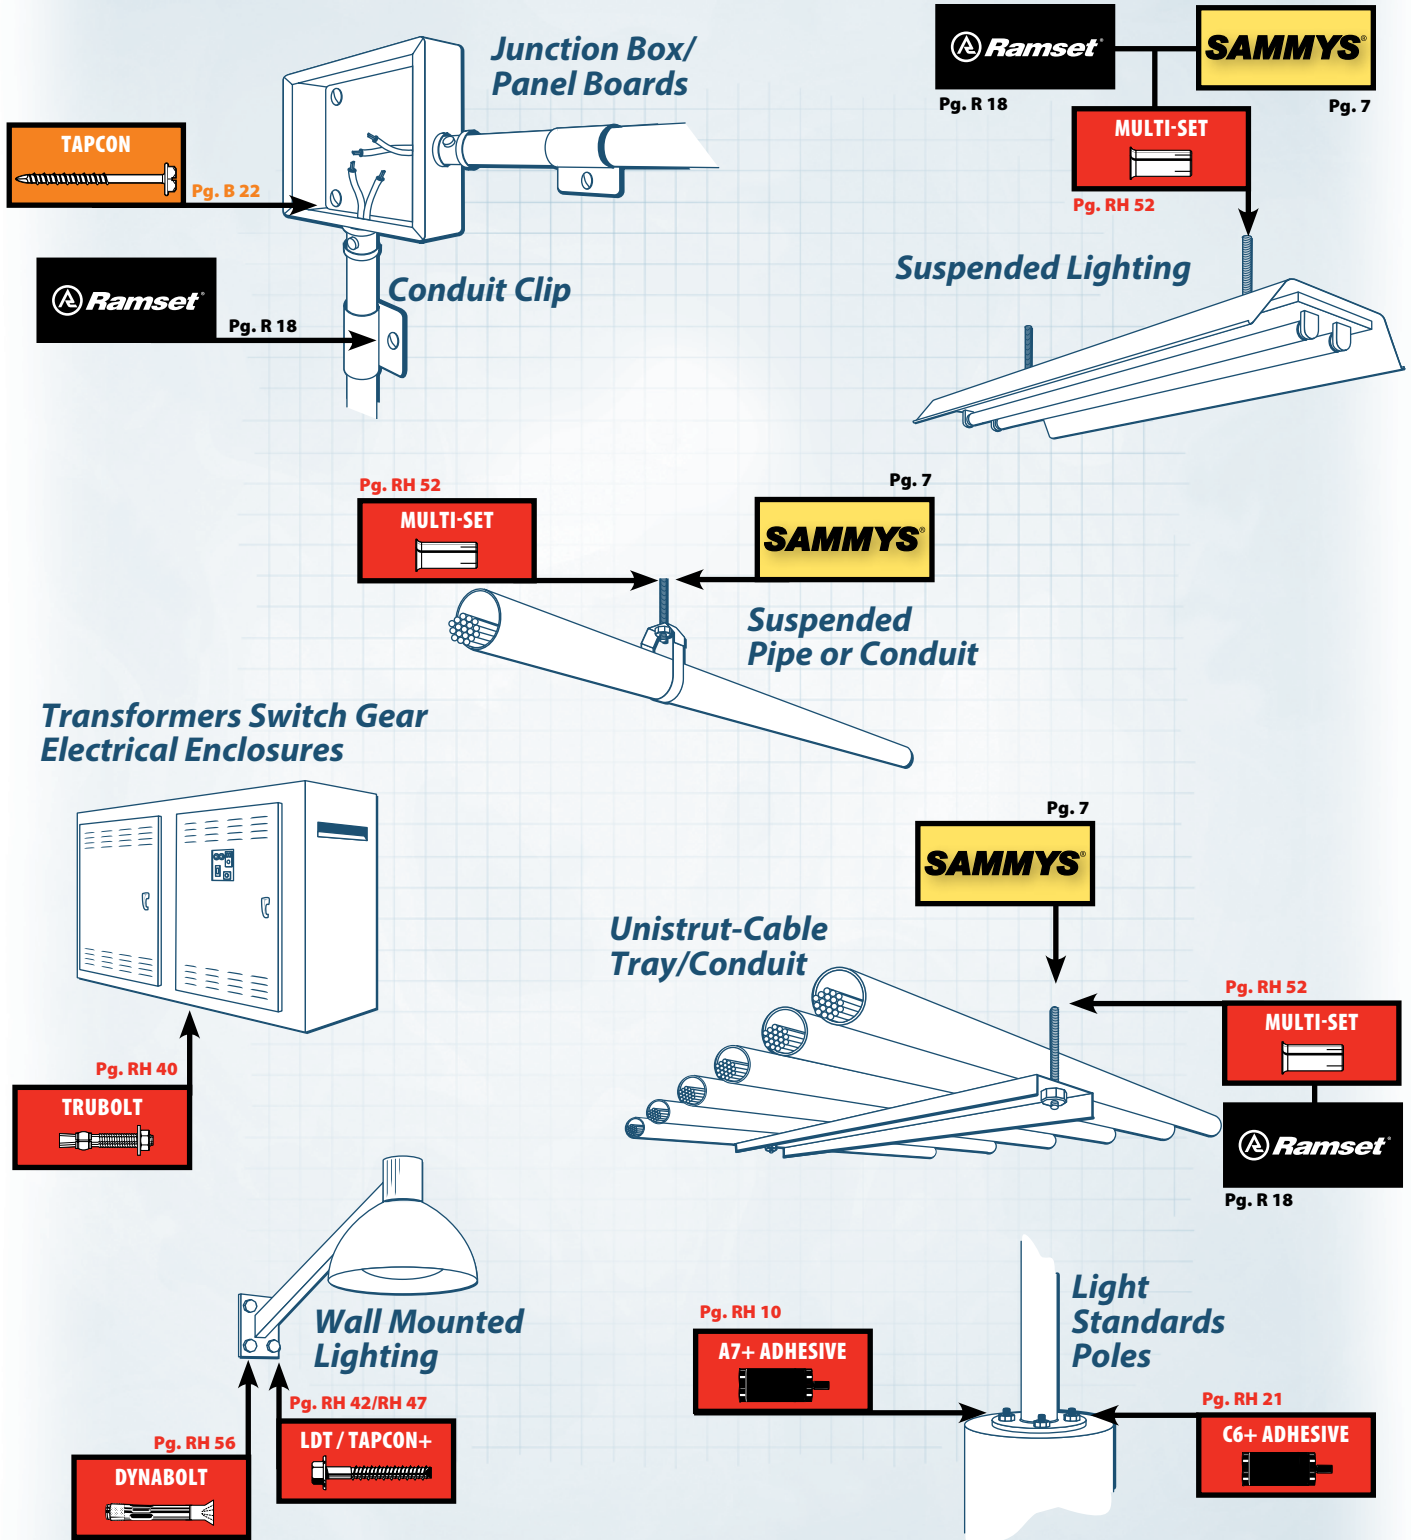 Junction Box/
Panel Boards
Ramset®
SAMMYS®
Pg. R 18
Pg. 7
MULTI-SET
Pg. RH 52
TAPCON
Pg. B 22
Suspended Lighting
Ramset®
Pg. R 18
Conduit Clip
Pg. RH 52
MULTI-SET
Pg. 7
SAMMYS®
Suspended
Pipe or Conduit
Transformers Switch Gear
Electrical Enclosures
Pg. 7
SAMMYS®
Unistrut-Cable
Tray/Conduit
Pg. RH 52
MULTI-SET
Ramset®
Pg. R 18
Pg. RH 40
TRUBOLT
Wall Mounted
Lighting
Pg. RH 42/RH 47
LDT / TAPCON+
Pg. RH 56
DYNABOLT
Light
Standards
Poles
Pg. RH 10
A7+ ADHESIVE
Pg. RH 21
C6+ ADHESIVE